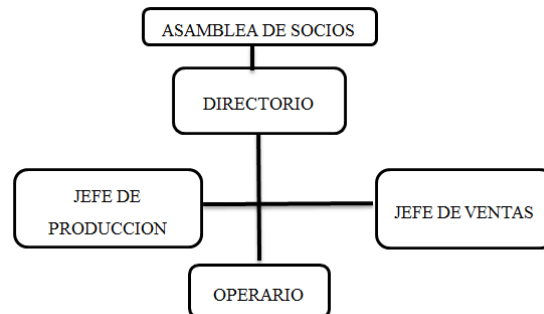 ASAMBLEA DE SOCIOS
DIRECTORIO
JEFE DE
PRODUCCION
JEFE DE VENTAS
OPERARIO